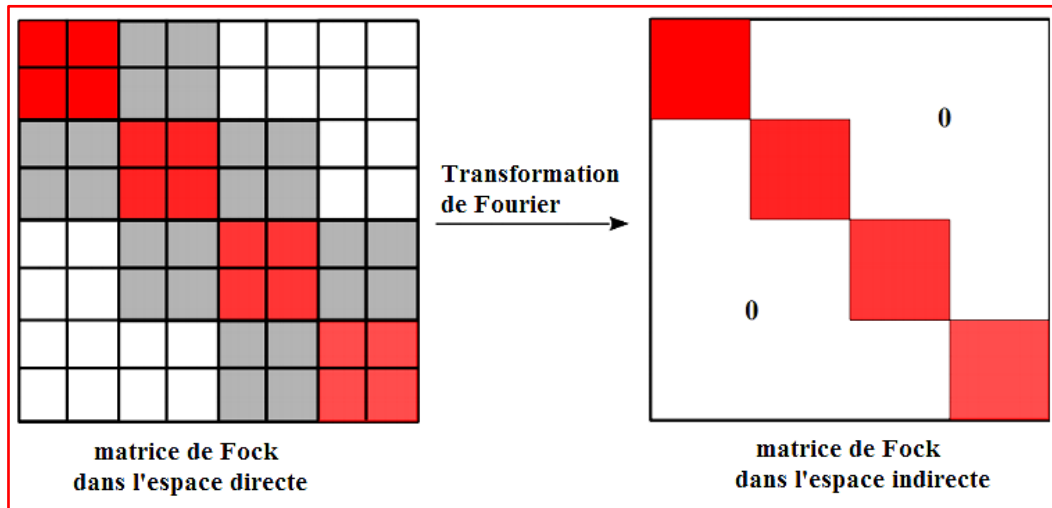 0
Transformation
de Fourier
0
matrice de Fock
dans l'espace directe
matrice de Fock
dans l'espace indirecte